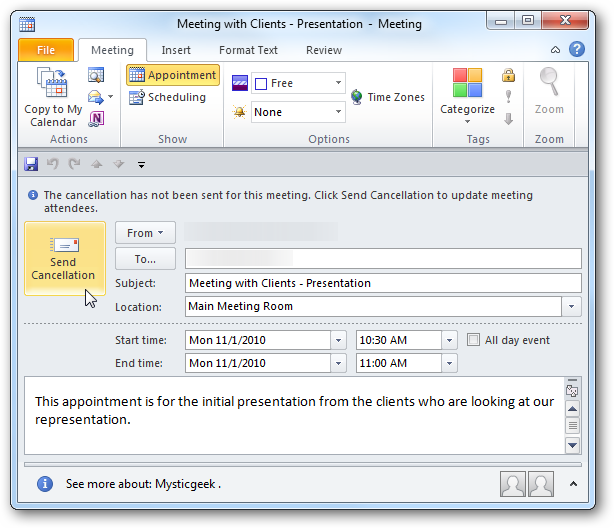 Meeting with Clients - Presentation - Meeting
File Meeting Insert Format Text Review
Copy to My Calendar
Actions
Appointment
Scheduling
Show
Free
None
Time Zones
Options
Categorize
Tags
Zoom
Zoom
The cancellation has not been sent for this meeting. Click Send Cancellation to update meeting
attendees.
Send
Cancellation
From
To...
Subject: Meeting with Clients - Presentation
Location: Main Meeting Room
Start time: Mon 11/1/2010 10:30 AM All day event
End time: Mon 11/1/2010 11:00 AM
This appointment is for the initial presentation from the clients who are looking at our
representation.
See more about: Mysticgeek .